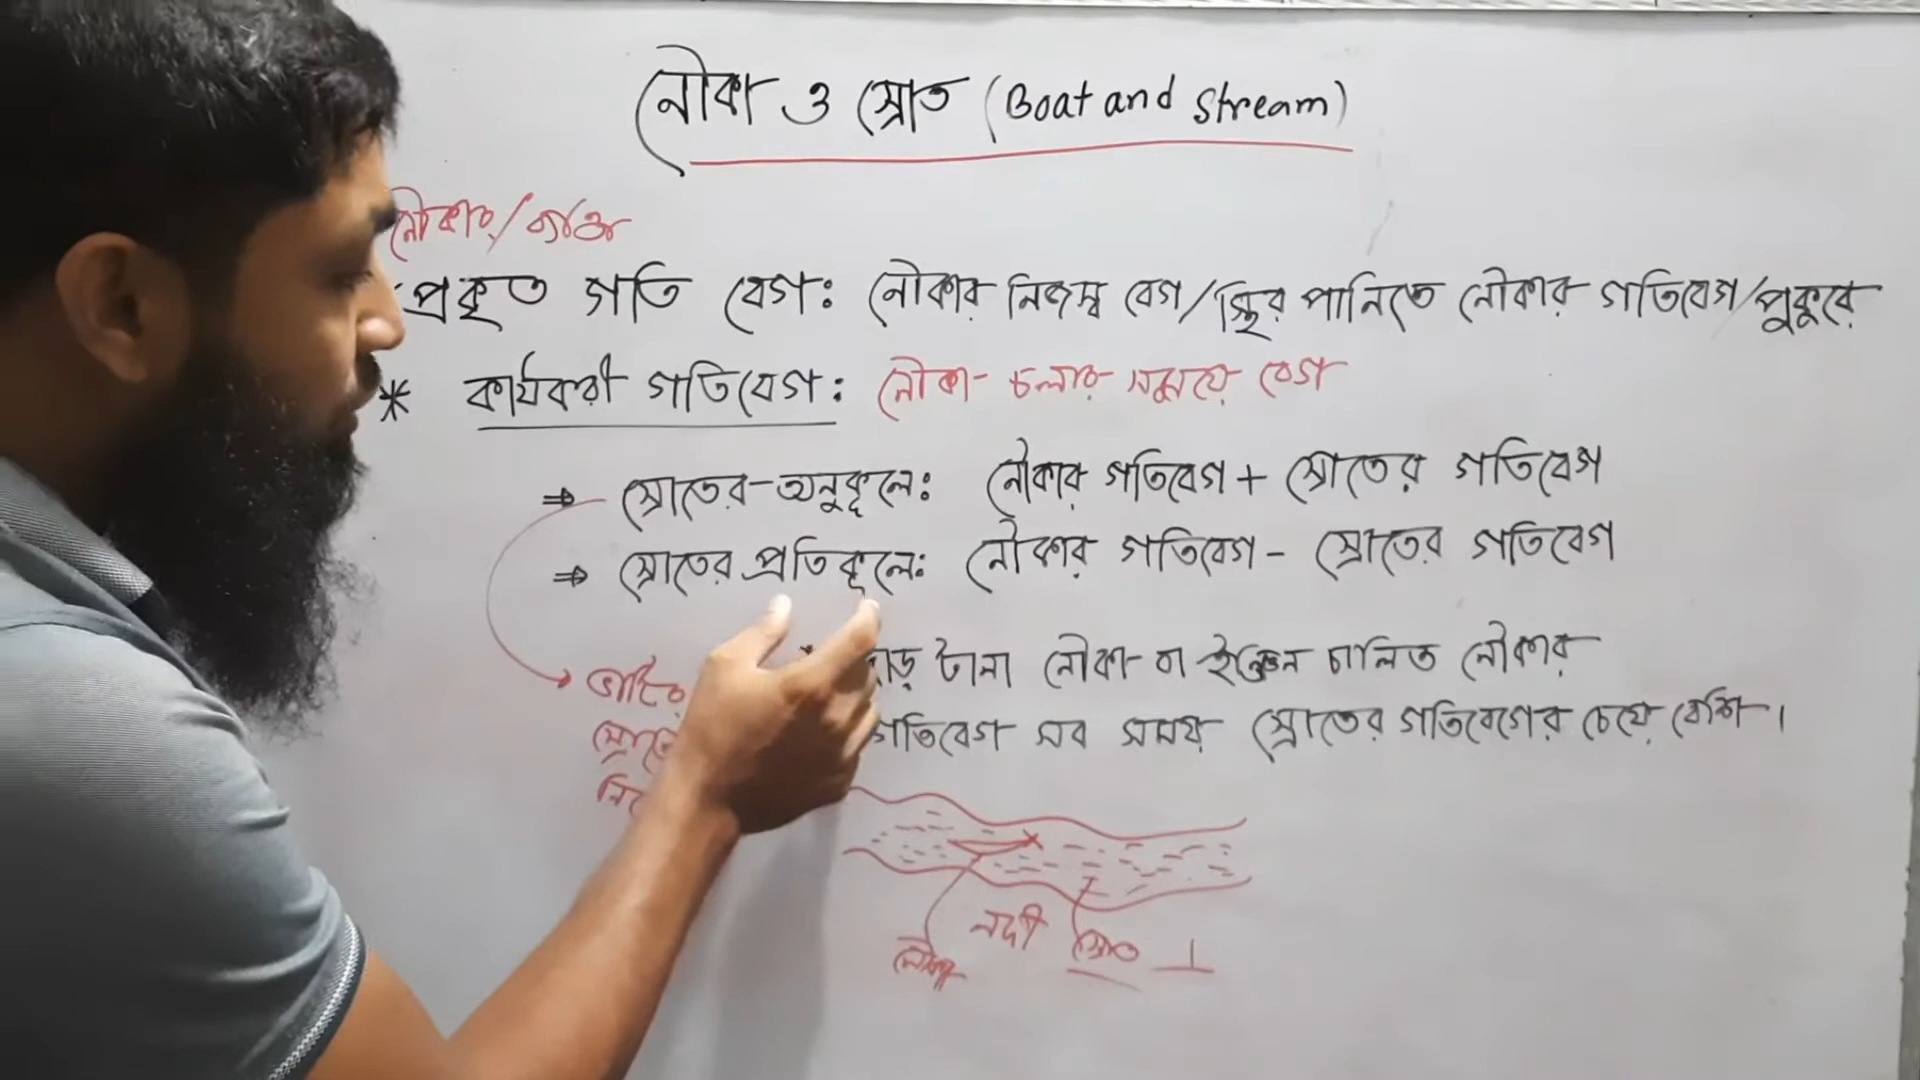 নৌকা ও স্রোত (Boat and Stream)
নৌকার/
প্রকৃত গতি বেগ: নৌকার নিজস্ব বেগ/স্থির পানিতে নৌকার গতিবেগ/পুকুরে
* কার্যকরী গতিবেগ: নৌকা চলার সময়ে বেগ
⇒ স্রোতের অনুকূলে: নৌকার গতিবেগ + স্রোতের গতিবেগ
⇒ স্রোতের প্রতিকূলে: নৌকার গতিবেগ - স্রোতের গতিবেগ
টানা নৌকা বা ইঞ্জেন চালিত নৌকার
গতিবেগ সব সময় স্রোতের গতিবেগের চেয়ে বেশি।
নদী
স্রোত
নৌকা